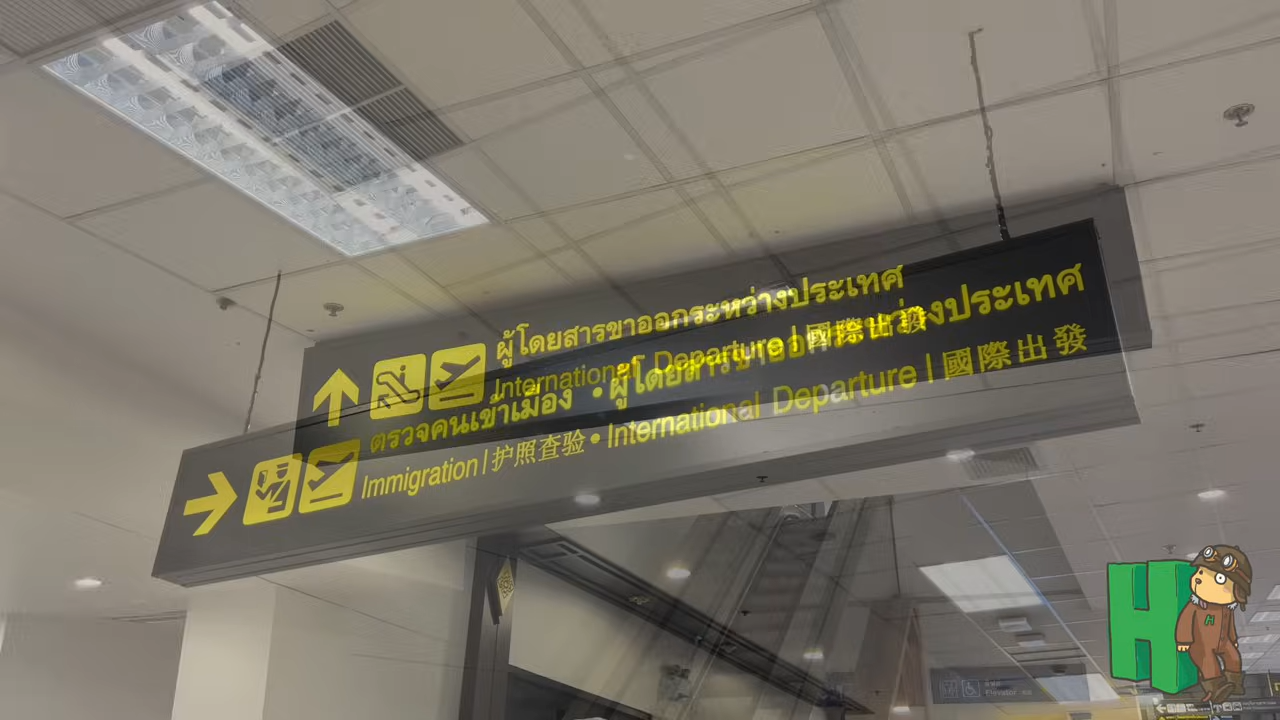 ผู้โดยสารขาออกระหว่างประเทศ
International Departure | 國際出發
ตรวจคนเข้าเมือง • ผู้โดยสารขาออกระหว่างประเทศ
Immigration | 护照查验 • International Departure | 國際出發
Elevator
H
H